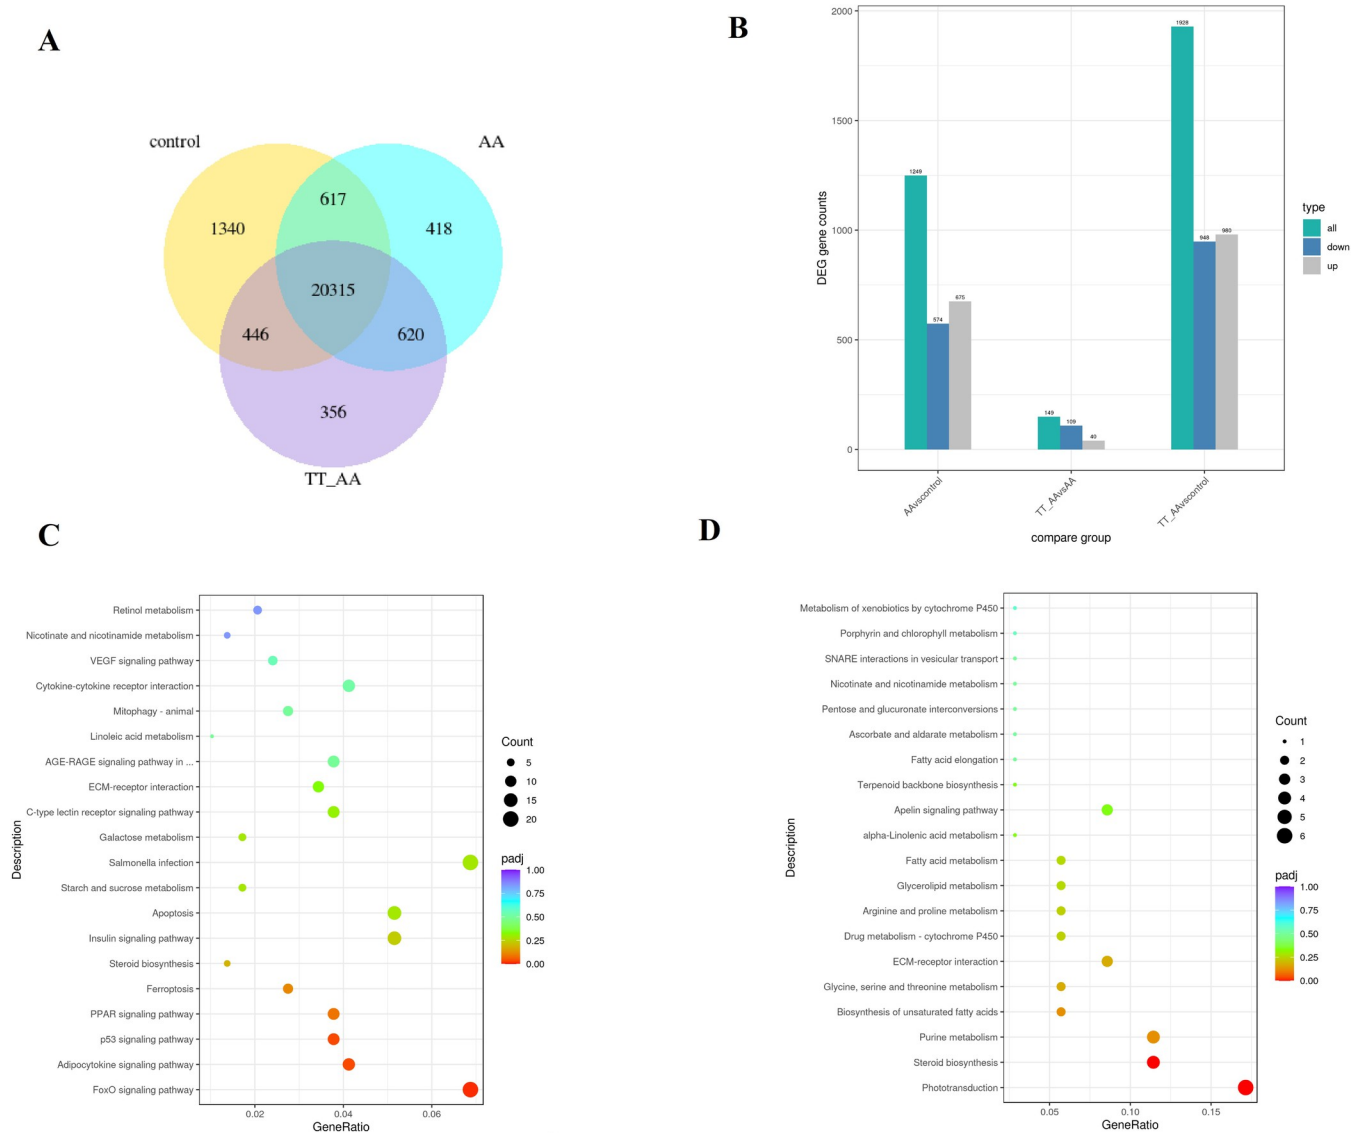 A
control
AA
617
1340
418
20315
446
620
356
TT_AA
B
2000
1500
1000
500
0
DEG gene counts
1249
574
675
149
109
40
1928
948
980
AAvscontrol
TT_AAvsAA
TT_AAvscontrol
compare group
type
all
down
up
C
Description
Retinol metabolism
Nicotinate and nicotinamide metabolism
VEGF signaling pathway
Cytokine-cytokine receptor interaction
Mitophagy - animal
Linoleic acid metabolism
AGE-RAGE signaling pathway in ...
ECM-receptor interaction
C-type lectin receptor signaling pathway
Galactose metabolism
Salmonella infection
Starch and sucrose metabolism
Apoptosis
Insulin signaling pathway
Steroid biosynthesis
Ferroptosis
PPAR signaling pathway
p53 signaling pathway
Adipocytokine signaling pathway
FoxO signaling pathway
0.02
0.04
0.06
GeneRatio
Count
5
10
15
20
padj
1.00
0.75
0.50
0.25
0.00
D
Description
Metabolism of xenobiotics by cytochrome P450
Porphyrin and chlorophyll metabolism
SNARE interactions in vesicular transport
Nicotinate and nicotinamide metabolism
Pentose and glucuronate interconversions
Ascorbate and aldarate metabolism
Fatty acid elongation
Terpenoid backbone biosynthesis
Apelin signaling pathway
alpha-Linolenic acid metabolism
Fatty acid metabolism
Glycerolipid metabolism
Arginine and proline metabolism
Drug metabolism - cytochrome P450
ECM-receptor interaction
Glycine, serine and threonine metabolism
Biosynthesis of unsaturated fatty acids
Purine metabolism
Steroid biosynthesis
Phototransduction
0.05
0.10
0.15
GeneRatio
Count
1
2
3
4
5
6
padj
1.00
0.75
0.50
0.25
0.00